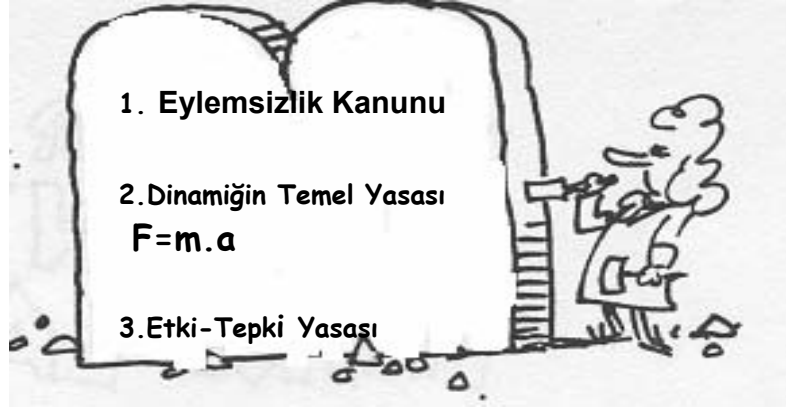 1. Eylemsizlik Kanunu
2.Dinamiğin Temel Yasası
F=m.a
3.Etki-Tepki Yasası